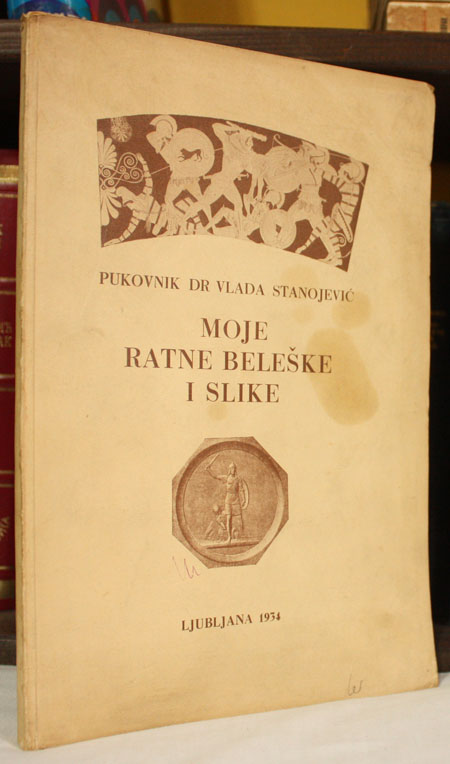 PUKOVNIK DR VLADA STANOJEVIĆ
MOJE
RATNE BELEŠKE
I SLIKE
LJUBLJANA 1934